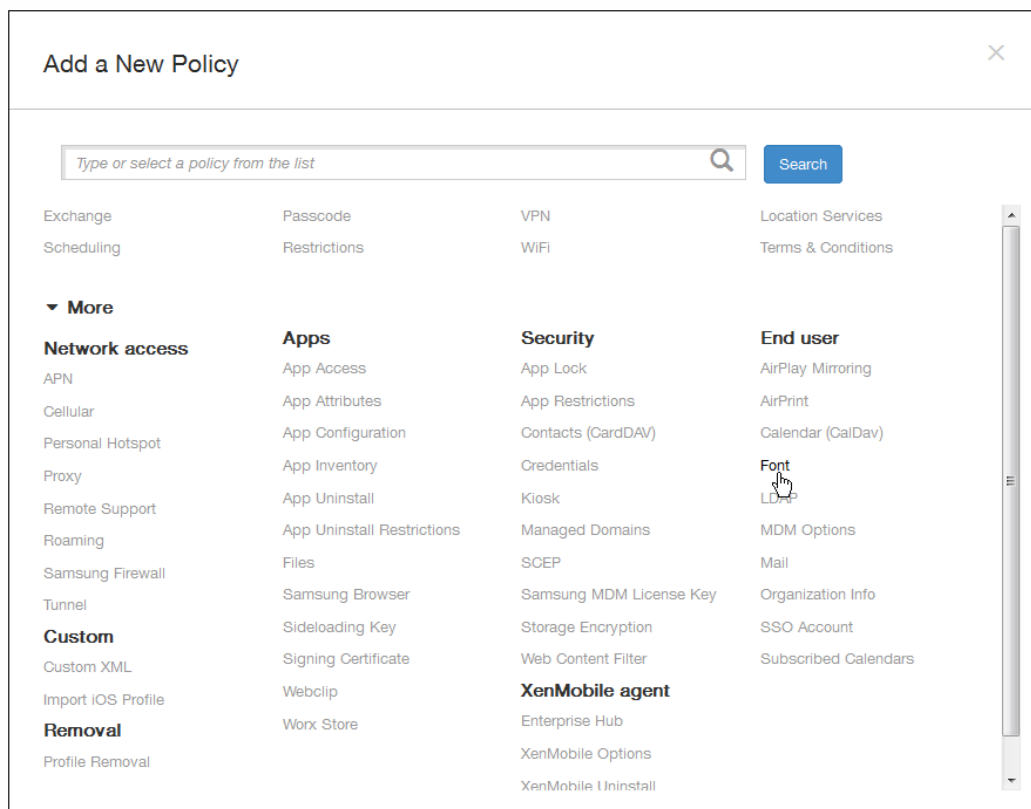 Add a New Policy
Type or select a policy from the list
Search
Exchange
Passcode
VPN
Location Services
Scheduling
Restrictions
WiFi
Terms & Conditions
More
Network access
APN
Cellular
Personal Hotspot
Proxy
Remote Support
Roaming
Samsung Firewall
Tunnel
Custom
Custom XML
Import iOS Profile
Removal
Profile Removal
Apps
App Access
App Attributes
App Configuration
App Inventory
App Uninstall
App Uninstall Restrictions
Files
Samsung Browser
Sideloading Key
Signing Certificate
Webclip
Worx Store
Security
App Lock
App Restrictions
Contacts (CardDAV)
Credentials
Kiosk
Managed Domains
SCEP
Samsung MDM License Key
Storage Encryption
Web Content Filter
XenMobile agent
Enterprise Hub
XenMobile Options
XenMobile Uninstall
End user
AirPlay Mirroring
AirPrint
Calendar (CalDav)
Font
LDAP
MDM Options
Mail
Organization Info
SSO Account
Subscribed Calendars